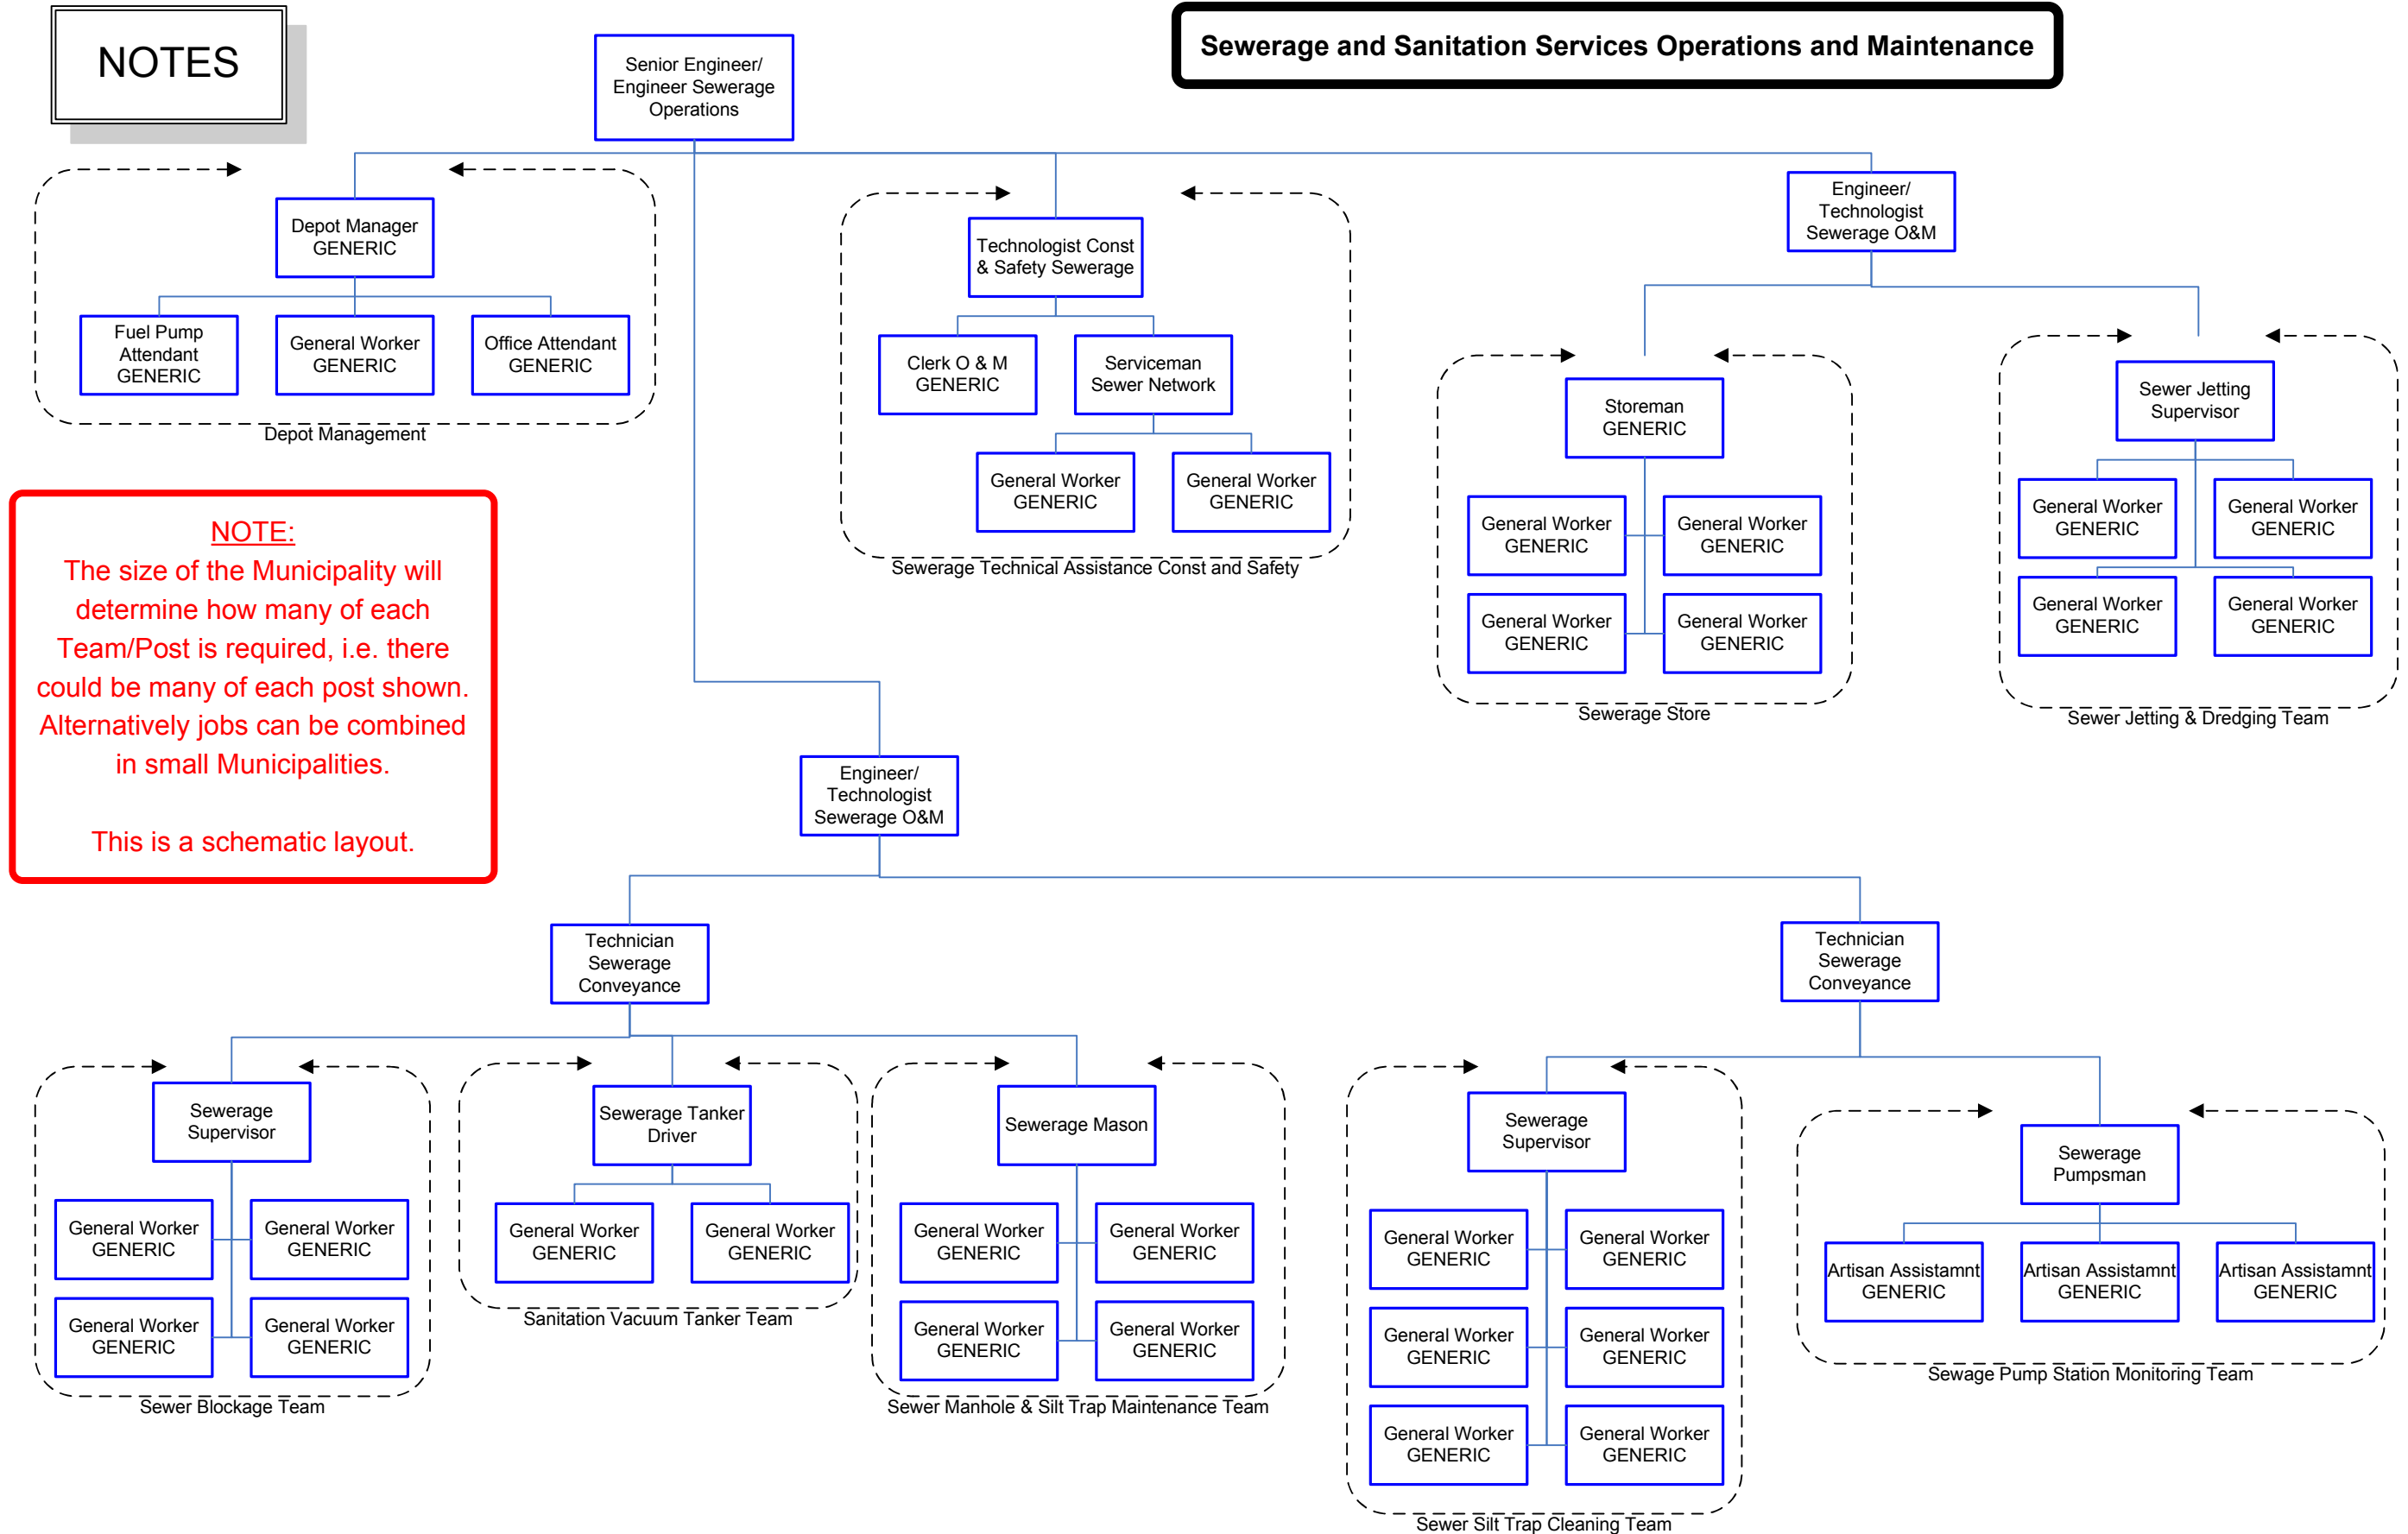 NOTES
Sewerage and Sanitation Services Operations and Maintenance
Senior Engineer/
Engineer Sewerage
Operations
Depot Manager
GENERIC
Fuel Pump
Attendant
GENERIC
General Worker
GENERIC
Office Attendant
GENERIC
Depot Management
Technologist Const
& Safety Sewerage
Clerk O & M
GENERIC
Serviceman
Sewer Network
General Worker
GENERIC
General Worker
GENERIC
Sewerage Technical Assistance Const and Safety
Engineer/
Technologist
Sewerage O&M
Storeman
GENERIC
General Worker
GENERIC
General Worker
GENERIC
General Worker
GENERIC
General Worker
GENERIC
Sewerage Store
Sewer Jetting
Supervisor
General Worker
GENERIC
General Worker
GENERIC
General Worker
GENERIC
General Worker
GENERIC
Sewer Jetting & Dredging Team
NOTE:
The size of the Municipality will
determine how many of each
Team/Post is required, i.e. there
could be many of each post shown.
Alternatively jobs can be combined
in small Municipalities.
This is a schematic layout.
Engineer/
Technologist
Sewerage O&M
Technician
Sewerage
Conveyance
Technician
Sewerage
Conveyance
Sewerage
Supervisor
General Worker
GENERIC
General Worker
GENERIC
General Worker
GENERIC
General Worker
GENERIC
Sewer Blockage Team
Sewerage Tanker
Driver
General Worker
GENERIC
General Worker
GENERIC
Sanitation Vacuum Tanker Team
Sewerage Mason
General Worker
GENERIC
General Worker
GENERIC
General Worker
GENERIC
General Worker
GENERIC
Sewer Manhole & Silt Trap Maintenance Team
Sewerage
Supervisor
General Worker
GENERIC
General Worker
GENERIC
General Worker
GENERIC
General Worker
GENERIC
General Worker
GENERIC
General Worker
GENERIC
Sewer Silt Trap Cleaning Team
Sewerage
Pumpsman
Artisan Assistamnt
GENERIC
Artisan Assistamnt
GENERIC
Artisan Assistamnt
GENERIC
Sewage Pump Station Monitoring Team